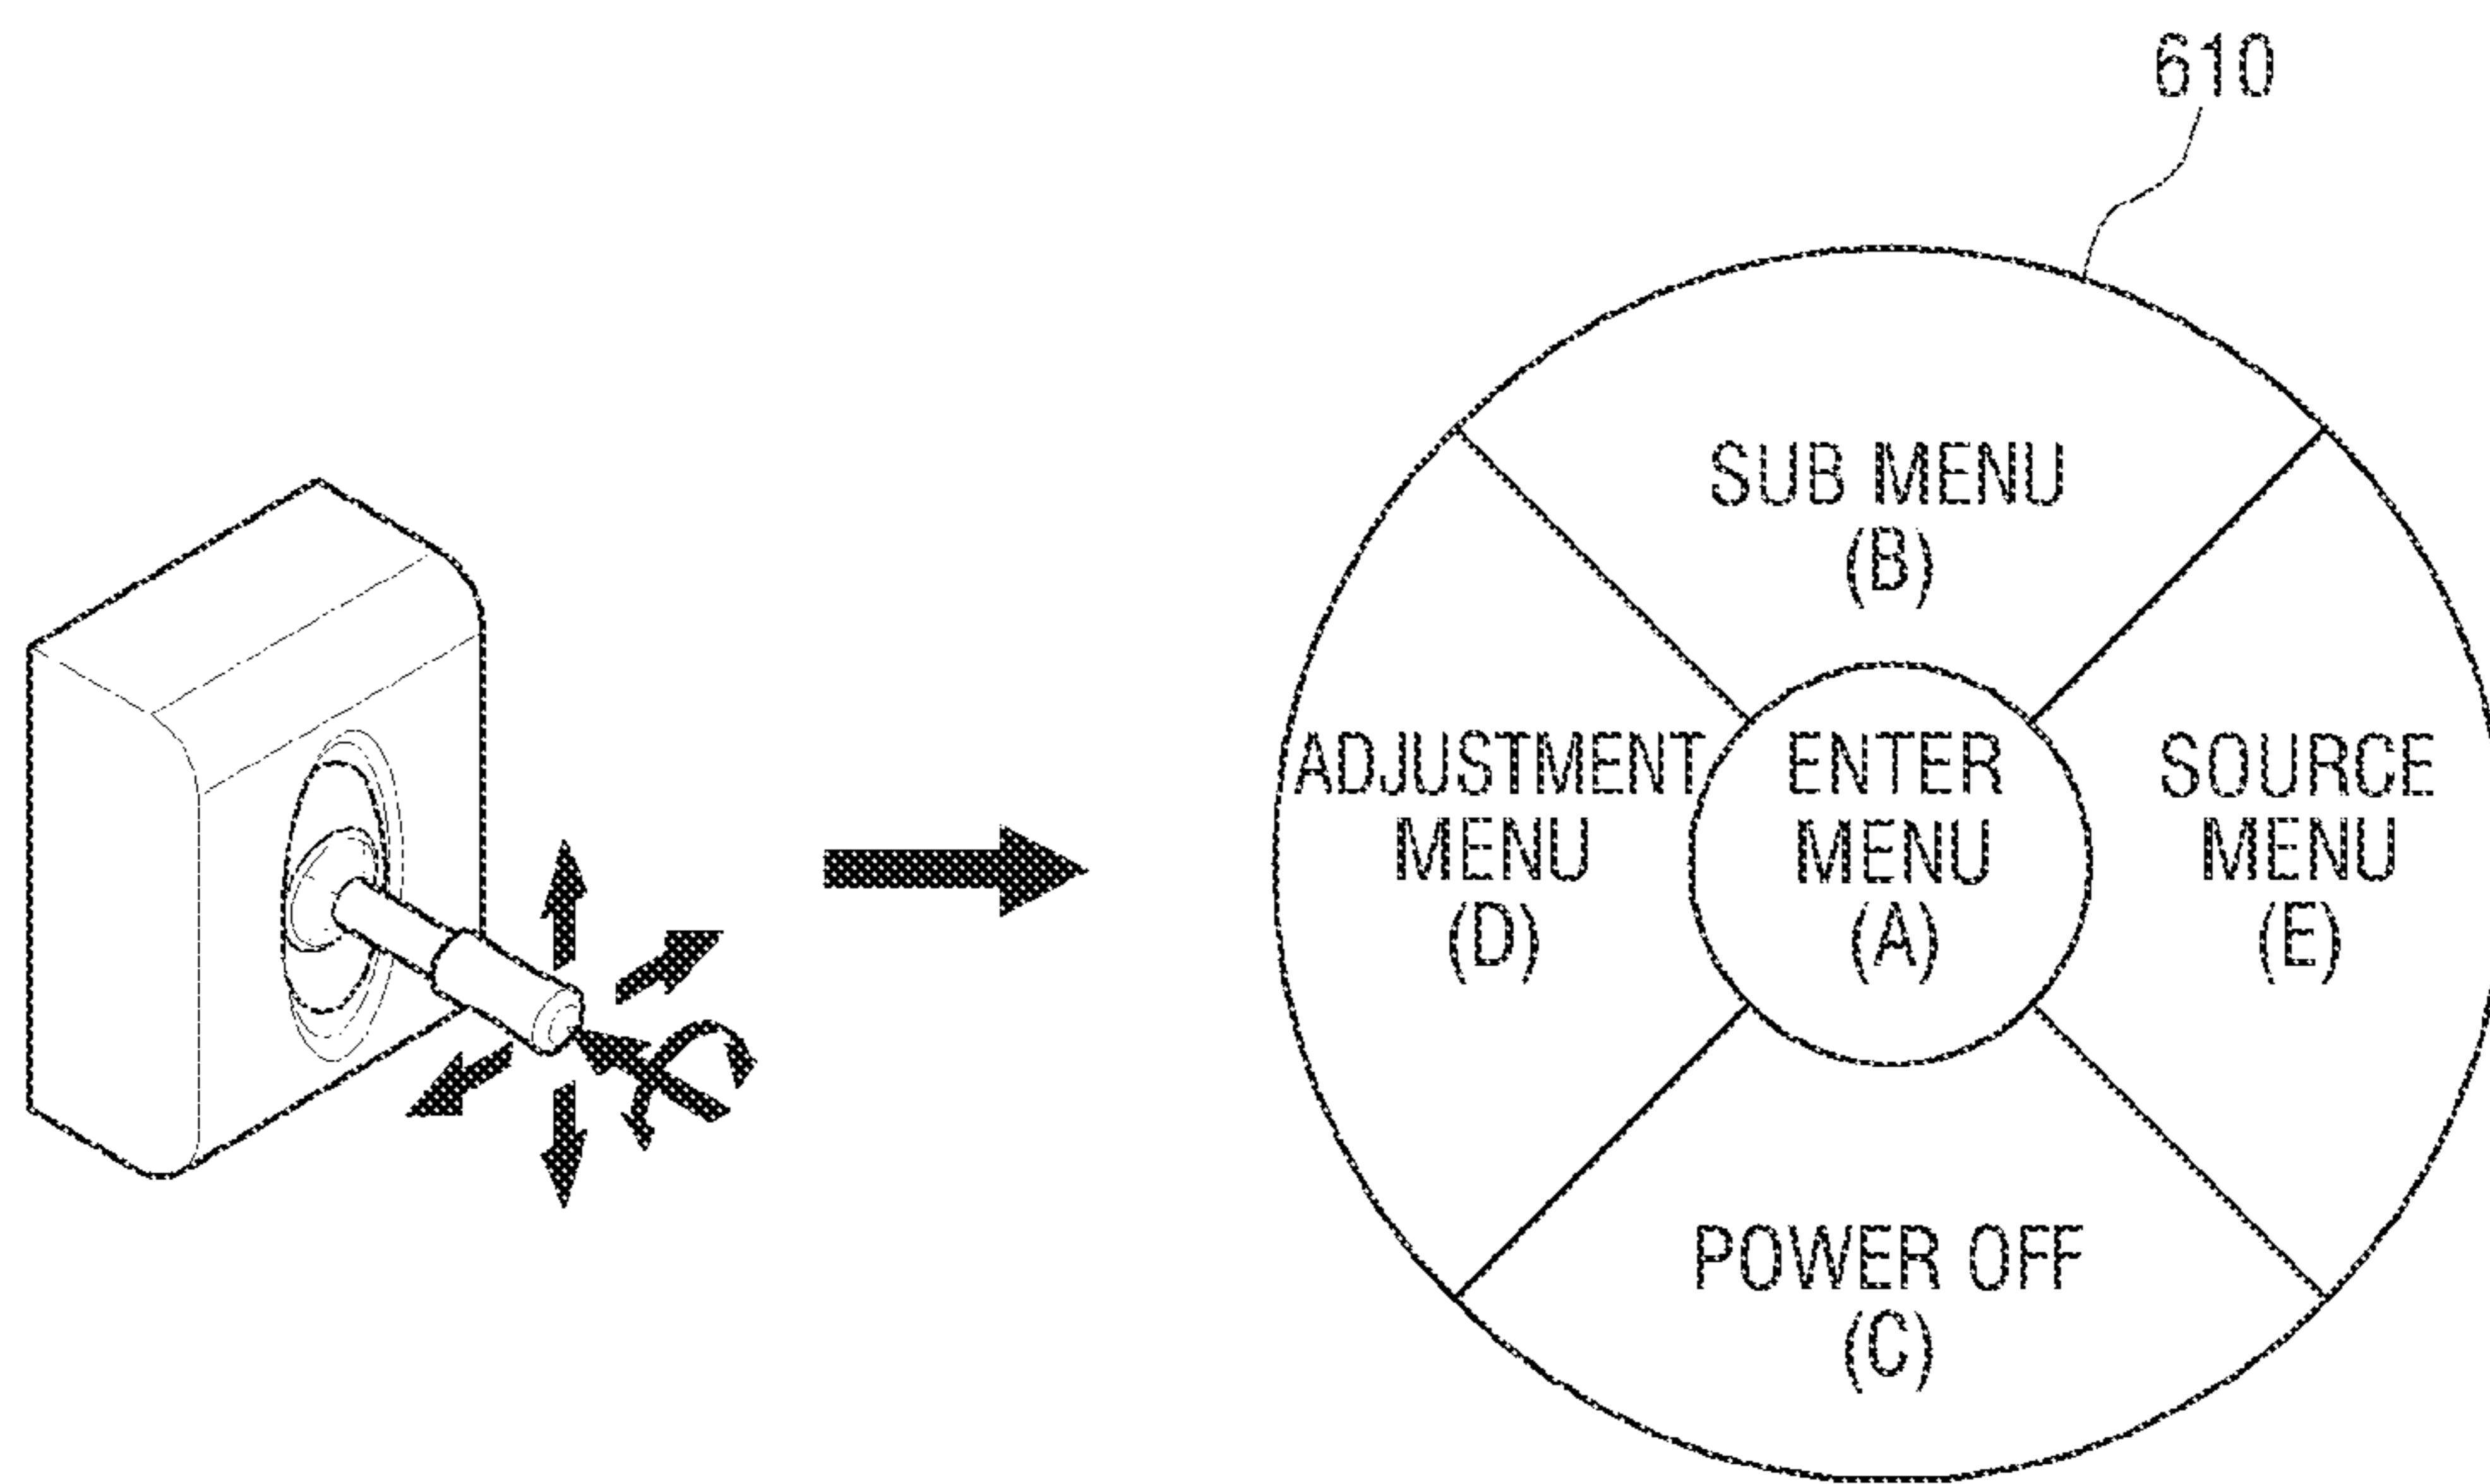 610
SUB MENU
(B)
ADJUSTMENT
MENU
(D)
ENTER
MENU
(A)
SOURCE
MENU
(E)
POWER OFF
(C)